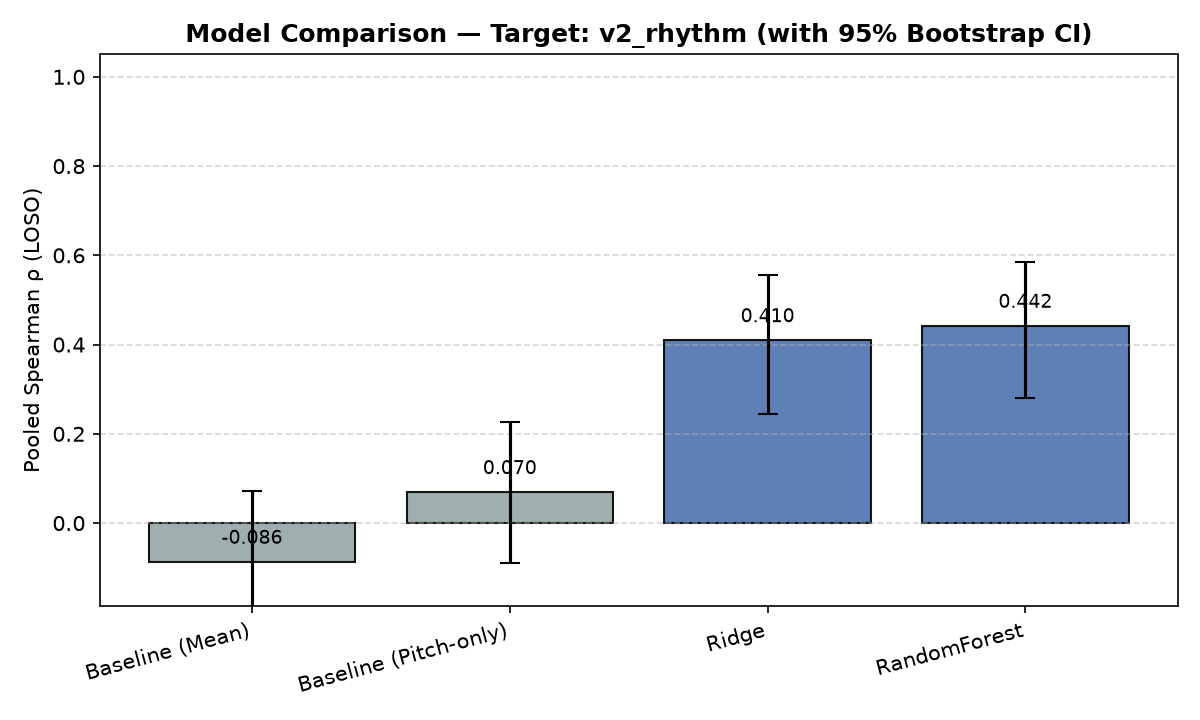 Model Comparison — Target: v2_rhythm (with 95% Bootstrap CI)
Pooled Spearman ρ (LOSO)
1.0
0.8
0.6
0.4
0.2
0.0
-0.086
0.070
0.410
0.442
Baseline (Mean)
Baseline (Pitch-only)
Ridge
RandomForest